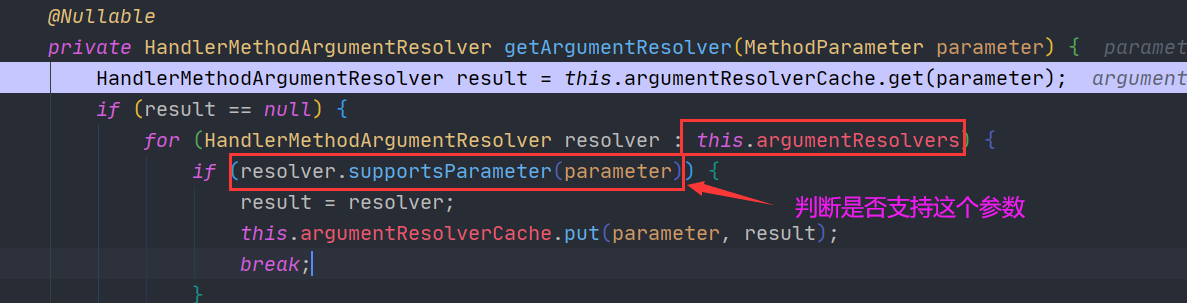 @Nullable
private HandlerMethodArgumentResolver getArgumentResolver(MethodParameter parameter) { paramet
HandlerMethodArgumentResolver result = this.argumentResolverCache.get(parameter); argument
if (result == null) {
for (HandlerMethodArgumentResolver resolver : this.argumentResolvers) {
if (resolver.supportsParameter(parameter)) {
result = resolver;
判断是否支持这个参数
this.argumentResolverCache.put(parameter, result);
break;
}